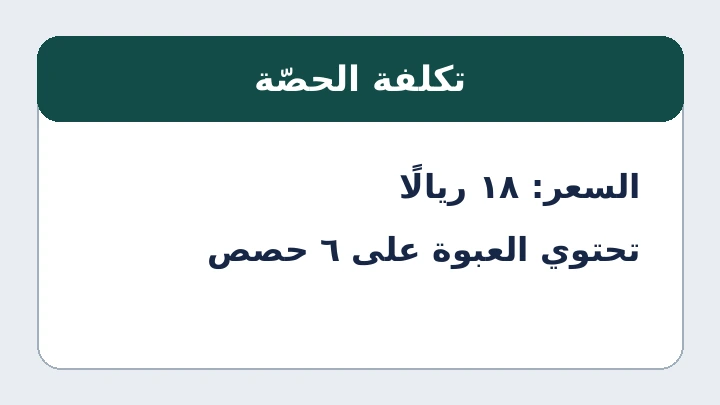 تكلفة الحصّة
السعر: ١٨ ريالًا
تحتوي العبوة على ٦ حصص